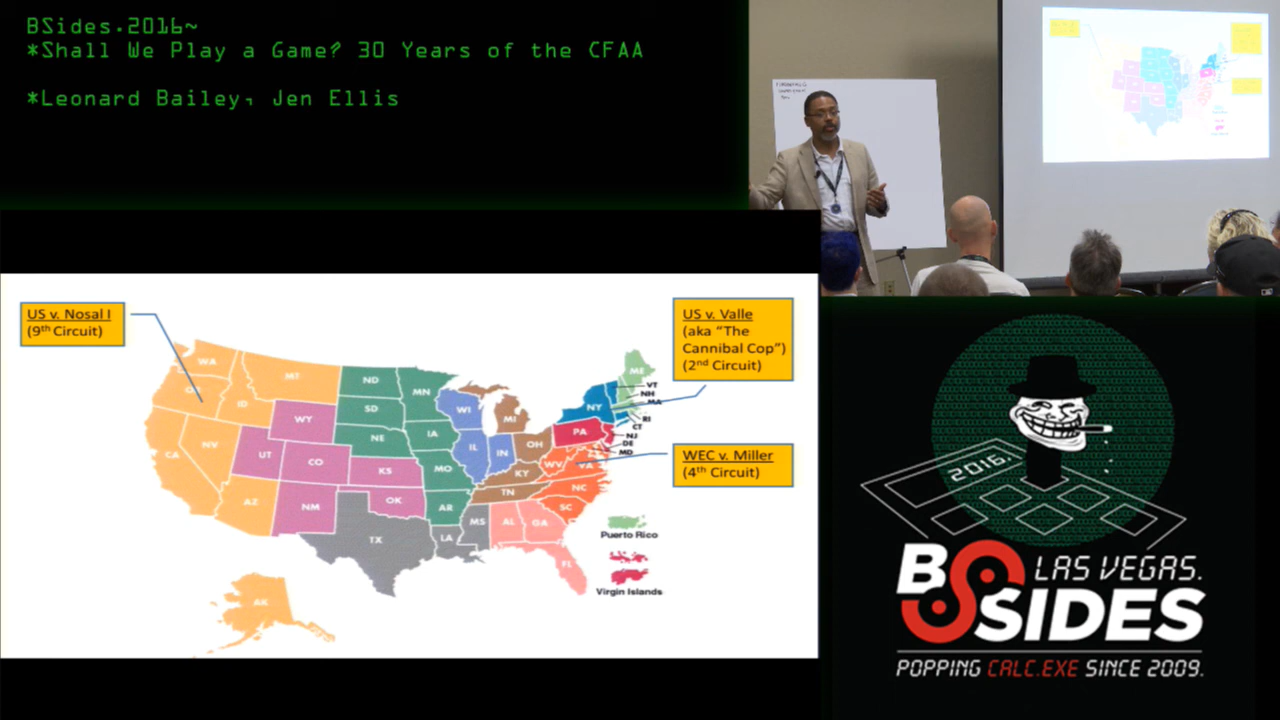 BSides.2016~
*Shall We Play a Game? 30 Years of the CFAA
*Leonard Bailey, Jen Ellis
US v. Nosal I
(9th Circuit)
US v. Valle
(aka “The
Cannibal Cop”)
(2nd Circuit)
WEC v. Miller
(4th Circuit)
WA
MT
ID
WY
NV
CA
UT
CO
AZ
NM
ND
SD
NE
KS
OK
TX
MN
IA
MO
AR
LA
WI
IL
IN
MI
OH
KY
TN
MS
AL
GA
FL
SC
NC
WV
VA
PA
NY
ME
VT
NH
MA
RI
CT
NJ
DE
MD
AK
Puerto Rico
Virgin Islands
2016.
BSIDES
LAS VEGAS.
POPPING CALC.EXE SINCE 2009.